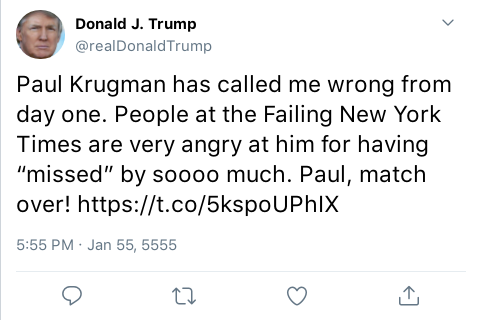 Donald J. Trump
@realDonaldTrump
Paul Krugman has called me wrong from
day one. People at the Failing New York
Times are very angry at him for having
“missed” by soooo much. Paul, match
over! https://t.co/5kspoUPhIX
5:55 PM · Jan 55, 5555